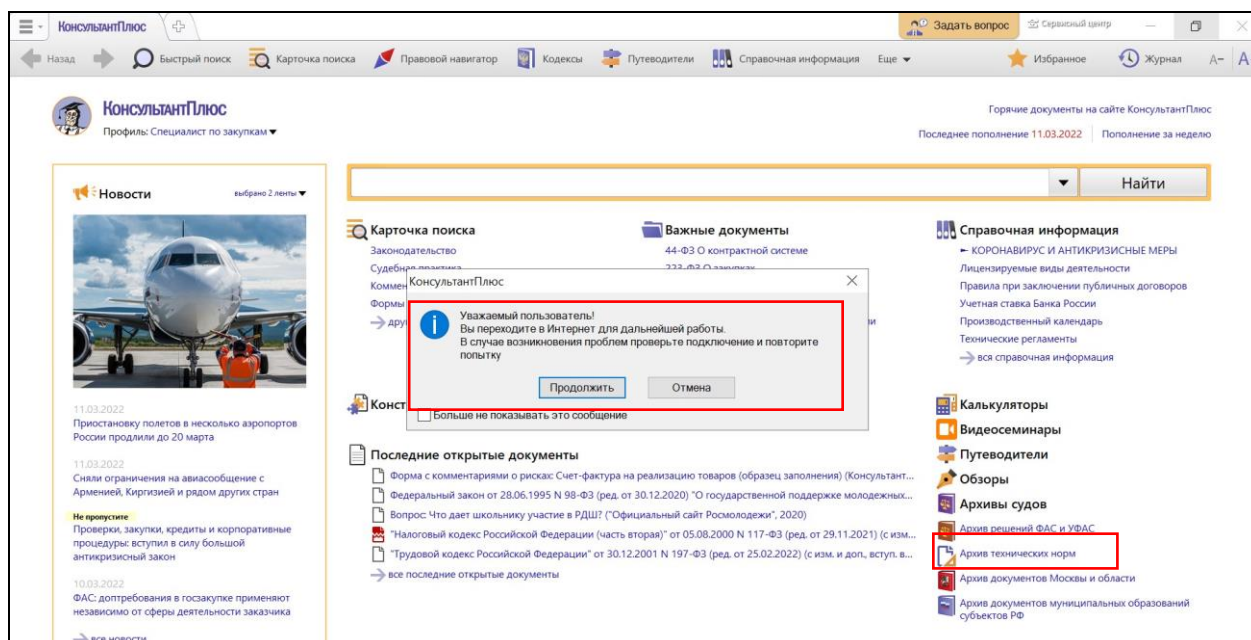 КонсультантПлюс
Задать вопрос
Сервисный центр
Назад
Быстрый поиск
Карточка поиска
Правовой навигатор
Кодексы
Путеводители
Справочная информация
Еще
Избранное
Журнал
А−
А
КонсультантПлюс
Профиль: Специалист по закупкам
Горячие документы на сайте КонсультантПлюс
Последнее пополнение 11.03.2022
Пополнение за неделю
Новости
выбрано 2 ленты
11.03.2022
Приостановку полетов в несколько аэропортов
России продлили до 20 марта
11.03.2022
Сняли ограничения на авиасообщение с
Арменией, Киргизией и рядом других стран
Не пропустите
Проверки, закупки, кредиты и корпоративные
процедуры: вступил в силу большой
антикризисный закон
10.03.2022
ФАС: доптребования в госзакупке применяют
независимо от сферы деятельности заказчика
все новости
Найти
Карточка поиска
Законодательство
Судебная практика
Коммен
Формы
дру
Важные документы
44-ФЗ О контрактной системе
223-ФЗ О закупках
ии
КонсультантПлюс
Уважаемый пользователь!
Вы переходите в Интернет для дальнейшей работы.
В случае возникновения проблем проверьте подключение и повторите
попытку
Продолжить
Отмена
Больше не показывать это сообщение
Конст
Последние открытые документы
Форма с комментариями о рисках: Счет-фактура на реализацию товаров (образец заполнения) (Консультант...
Федеральный закон от 28.06.1995 N 98-ФЗ (ред. от 30.12.2020) "О государственной поддержке молодежных...
Вопрос: Что дает школьнику участие в РДШ? ("Официальный сайт Росмолодежи", 2020)
"Налоговый кодекс Российской Федерации (часть вторая)" от 05.08.2000 N 117-ФЗ (ред. от 29.11.2021) (с изм...
"Трудовой кодекс Российской Федерации" от 30.12.2001 N 197-ФЗ (ред. от 25.02.2022) (с изм. и доп., вступ. в...
все последние открытые документы
Справочная информация
КОРОНАВИРУС И АНТИКРИЗИСНЫЕ МЕРЫ
Лицензируемые виды деятельности
Правила при заключении публичных договоров
Учетная ставка Банка России
Производственный календарь
Технические регламенты
вся справочная информация
Калькуляторы
Видеосеминары
Путеводители
Обзоры
Архивы судов
Архив решений ФАС и УФАС
Архив технических норм
Архив документов Москвы и области
Архив документов муниципальных образований
субъектов РФ